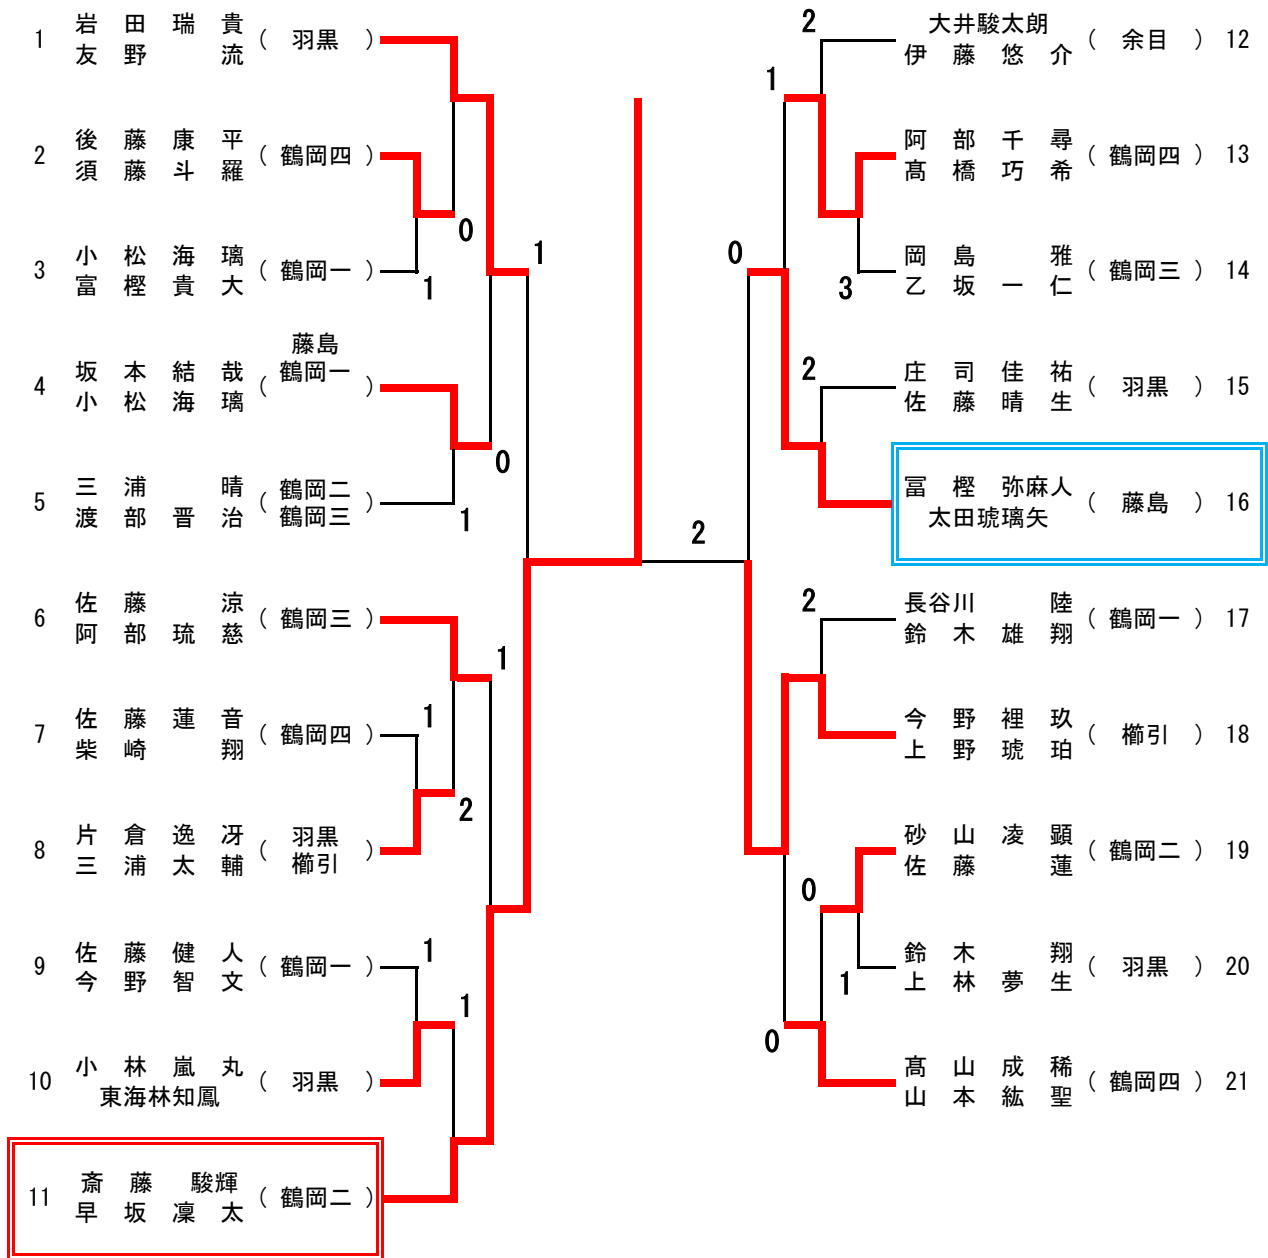 1 岩田瑞貴 ( 羽黒 )
友野流
2 後藤康平 ( 鶴岡四 )
須藤斗羅
0
3 小松海璃 ( 鶴岡一 )
富樫貴大
1
1
藤島
4 坂本結哉 ( 鶴岡一 )
小松海璃
0
5 三浦晴 ( 鶴岡二 )
渡部晋治 鶴岡三
1
6 佐藤涼 ( 鶴岡三 )
阿部琉慈
1
7 佐藤蓮音 ( 鶴岡四 )
柴崎翔
1
2
8 片倉逸冴 ( 羽黒 )
三浦太輔 櫛引
9 佐藤健人 ( 鶴岡一 )
今野智文
1
1
10 小林嵐丸 ( 羽黒 )
東海林知鳳
11 斎藤駿輝 ( 鶴岡二 )
早坂凜太
2
2
大井駿太朗 ( 余目 ) 12
伊藤悠介
1
阿部千尋 ( 鶴岡四 ) 13
髙橋巧希
0
岡島雅 ( 鶴岡三 ) 14
乙坂一仁
3
2
庄司佳祐 ( 羽黒 ) 15
佐藤晴生
冨樫弥麻人 ( 藤島 ) 16
太田琥璃矢
2
長谷川陸 ( 鶴岡一 ) 17
鈴木雄翔
今野裡玖 ( 櫛引 ) 18
上野琥珀
砂山凌顕 ( 鶴岡二 ) 19
佐藤蓮
0
鈴木翔 ( 羽黒 ) 20
上林夢生
1
0
髙山成稀 ( 鶴岡四 ) 21
山本紘聖